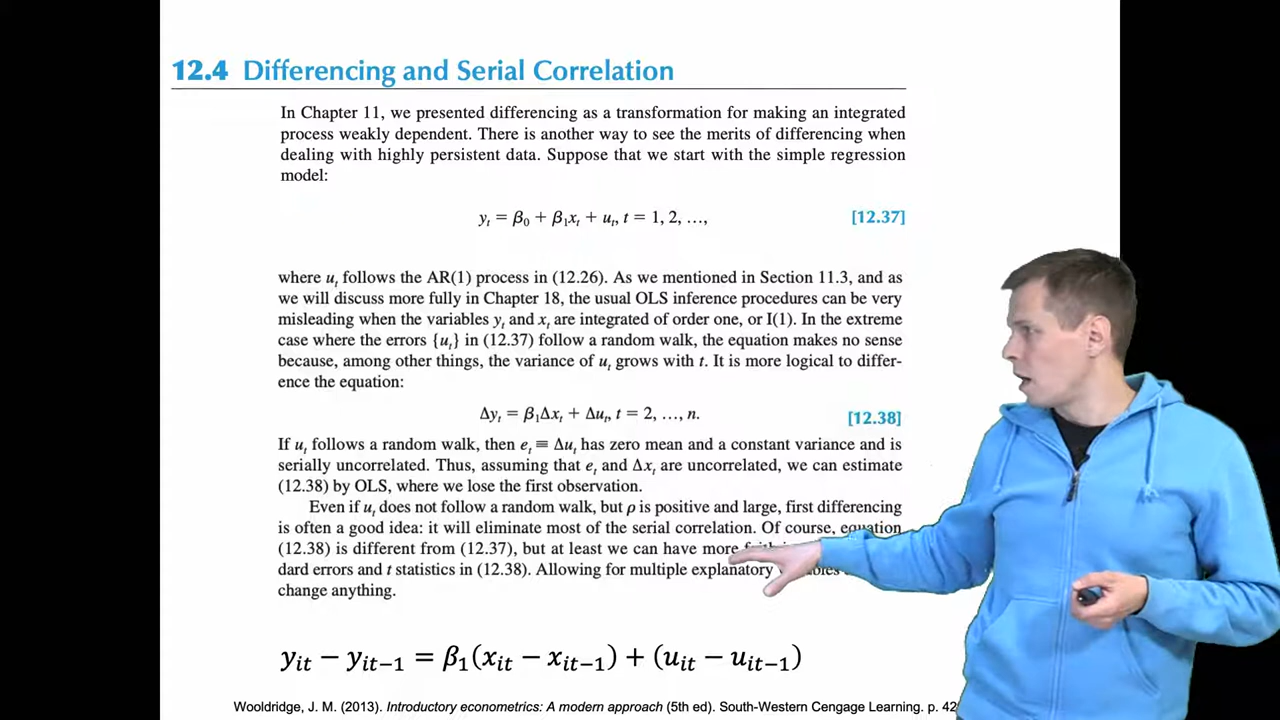 12.4 Differencing and Serial Correlation
In Chapter 11, we presented differencing as a transformation for making an integrated
process weakly dependent. There is another way to see the merits of differencing when
dealing with highly persistent data. Suppose that we start with the simple regression
model:
yₜ = β₀ + β₁xₜ + uₜ, t = 1, 2, …, [12.37]
where uₜ follows the AR(1) process in (12.26). As we mentioned in Section 11.3, and as
we will discuss more fully in Chapter 18, the usual OLS inference procedures can be very
misleading when the variables yₜ and xₜ are integrated of order one, or I(1). In the extreme
case where the errors {uₜ} in (12.37) follow a random walk, the equation makes no sense
because, among other things, the variance of uₜ grows with t. It is more logical to differ-
ence the equation:
Δyₜ = β₁Δxₜ + Δuₜ, t = 2, …, n. [12.38]
If uₜ follows a random walk, then eₜ ≡ Δuₜ has zero mean and a constant variance and is
serially uncorrelated. Thus, assuming that eₜ and Δxₜ are uncorrelated, we can estimate
(12.38) by OLS, where we lose the first observation.
Even if uₜ does not follow a random walk, but ρ is positive and large, first differencing
is often a good idea: it will eliminate most of the serial correlation. Of course, equation
(12.38) is different from (12.37), but at least we can have more
dard errors and t statistics in (12.38). Allowing for multiple explanatory
change anything.
yᵢₜ − yᵢₜ₋₁ = β₁(xᵢₜ − xᵢₜ₋₁) + (uᵢₜ − uᵢₜ₋₁)
Wooldridge, J. M. (2013). Introductory econometrics: A modern approach (5th ed). South-Western Cengage Learning. p. 42